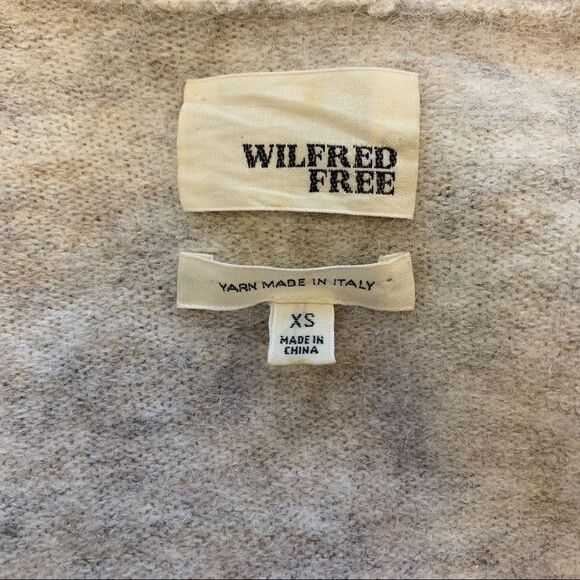 WILFRED
FREE
YARN MADE IN ITALY
XS
MADE IN
CHINA